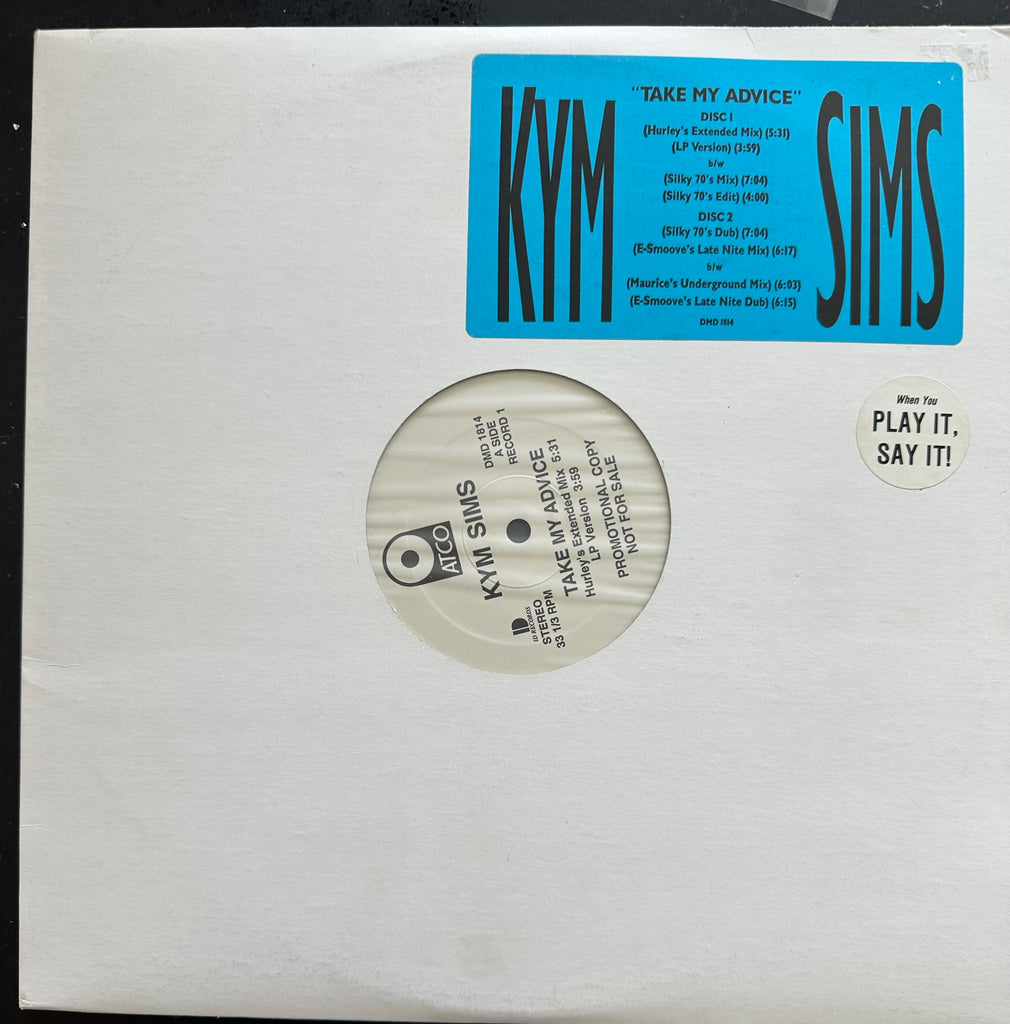 KYM
SIMS
“TAKE MY ADVICE”
DISC 1
(Hurley's Extended Mix) (5:31)
(LP Version) (3:59)
b/w
(Silky 70's Mix) (7:04)
(Silky 70's Edit) (4:00)
DISC 2
(Silky 70's Dub) (7:04)
(E-Smoove's Late Nite Mix) (6:17)
b/w
(Maurice's Underground Mix) (6:03)
(E-Smoove's Late Nite Dub) (6:15)
DMD 1814
When You
PLAY IT,
SAY IT!
ATCO
KYM SIMS
DMD 1814
A SIDE
RECORD 1
ID RECORDS
STEREO
33 1/3 RPM
TAKE MY ADVICE
Hurley's Extended Mix 5:31
LP Version 3:59
PROMOTIONAL COPY
NOT FOR SALE